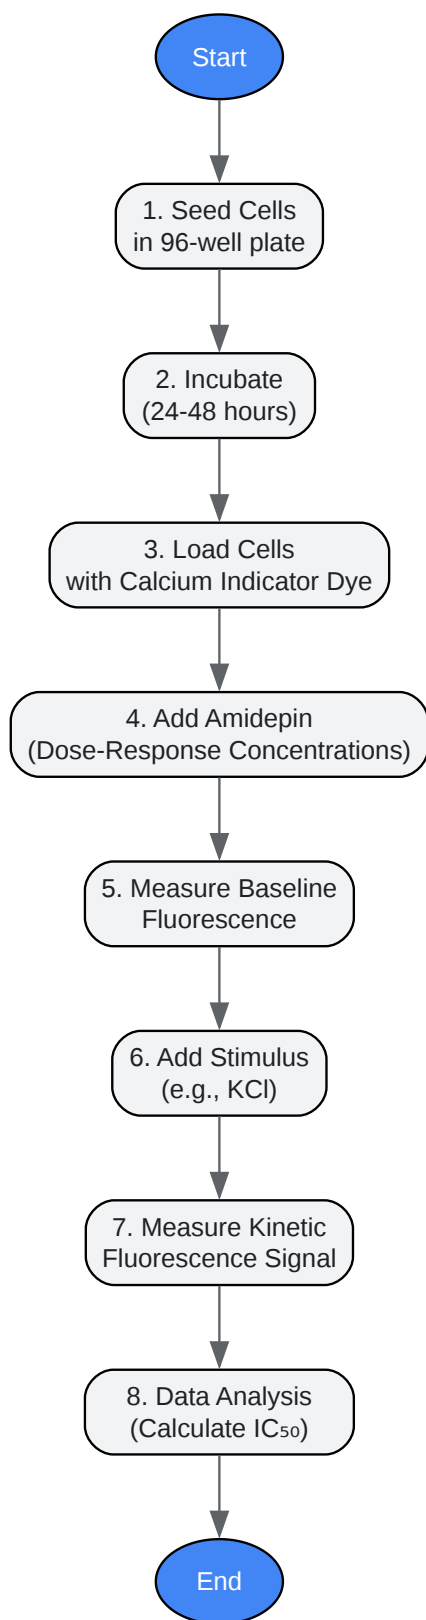 Start
1. Seed Cells
in 96-well plate
2. Incubate
(24-48 hours)
3. Load Cells
with Calcium Indicator Dye
4. Add Amidepin
(Dose-Response Concentrations)
5. Measure Baseline
Fluorescence
6. Add Stimulus
(e.g., KCl)
7. Measure Kinetic
Fluorescence Signal
8. Data Analysis
(Calculate IC₅₀)
End